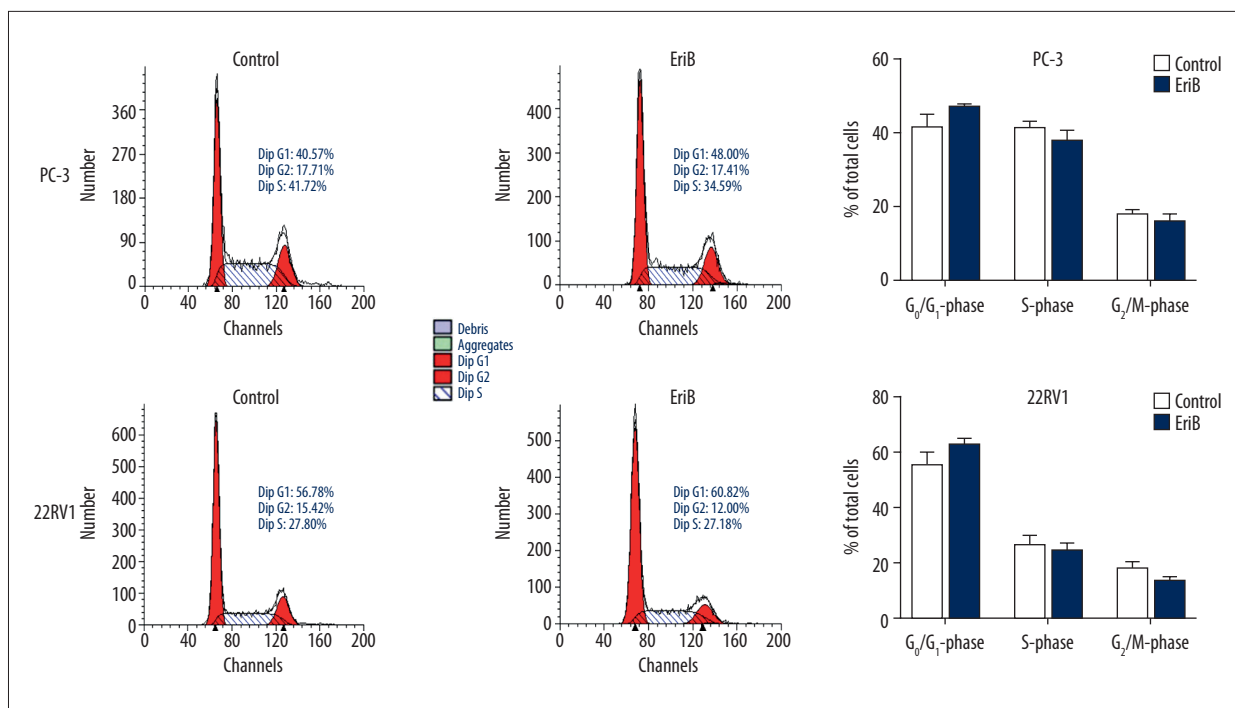 PC-3
Control
Number
360
270
180
90
0
Dip G1: 40.57%
Dip G2: 17.71%
Dip S: 41.72%
0 40 80 120 160 200
Channels
EriB
Number
400
300
200
100
0
Dip G1: 48.00%
Dip G2: 17.41%
Dip S: 34.59%
0 40 80 120 160 200
Channels
PC-3
Control
EriB
% of total cells
60
40
20
0
G₀/G₁-phase S-phase G₂/M-phase
Debris
Aggregates
Dip G1
Dip G2
Dip S
22RV1
Control
Number
600
500
400
300
200
100
0
Dip G1: 56.78%
Dip G2: 15.42%
Dip S: 27.80%
0 40 80 120 160 200
Channels
EriB
Number
500
400
300
200
100
0
Dip G1: 60.82%
Dip G2: 12.00%
Dip S: 27.18%
0 40 80 120 160 200
Channels
22RV1
Control
EriB
% of total cells
80
60
40
20
0
G₀/G₁-phase S-phase G₂/M-phase